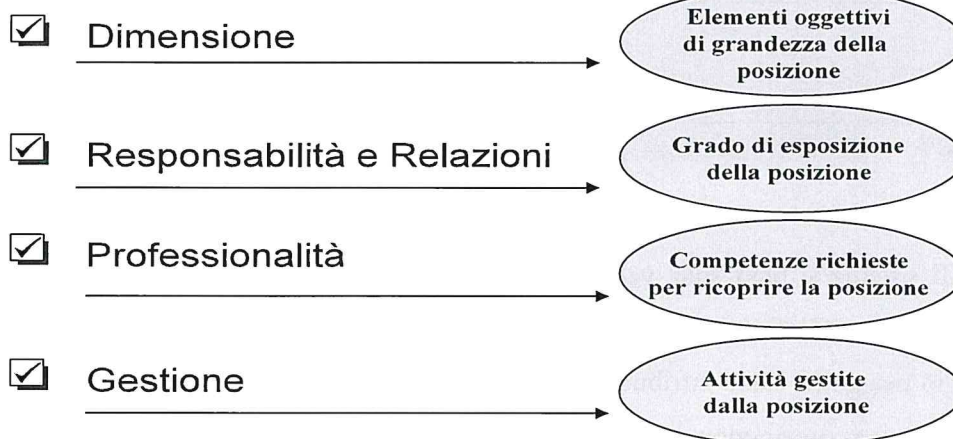 Dimensione
Elementi oggettivi
di grandezza della
posizione
Responsabilità e Relazioni
Grado di esposizione
della posizione
Professionalità
Competenze richieste
per ricoprire la posizione
Gestione
Attività gestite
dalla posizione